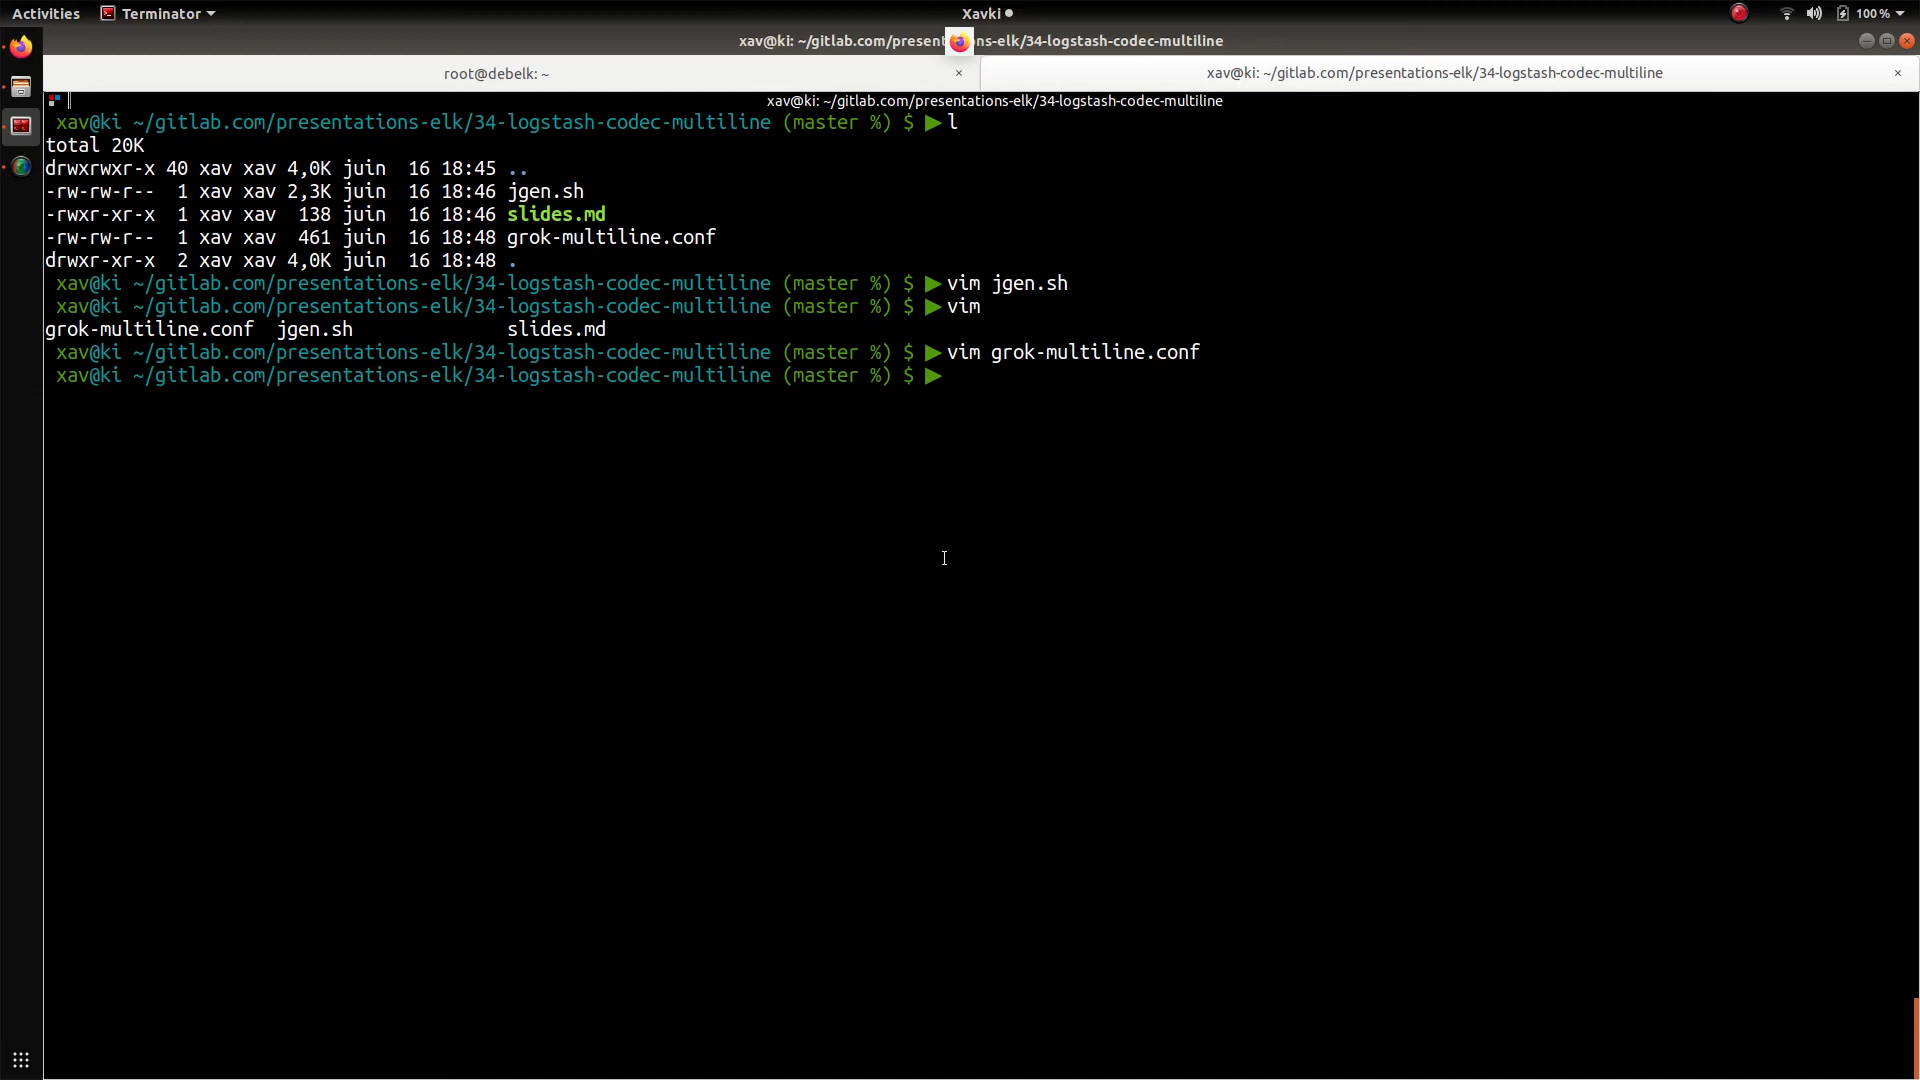 Activities Terminator Xavki 100 %
xav@ki: ~/gitlab.com/present ns-elk/34-logstash-codec-multiline
root@debelk: ~ × xav@ki: ~/gitlab.com/presentations-elk/34-logstash-codec-multiline ×
xav@ki: ~/gitlab.com/presentations-elk/34-logstash-codec-multiline
xav@ki ~/gitlab.com/presentations-elk/34-logstash-codec-multiline (master %) $ ▶l
total 20K
drwxrwxr-x 40 xav xav 4,0K juin  16 18:45 ..
-rw-rw-r--  1 xav xav 2,3K juin  16 18:46 jgen.sh
-rwxr-xr-x  1 xav xav  138 juin  16 18:46 slides.md
-rw-rw-r--  1 xav xav  461 juin  16 18:48 grok-multiline.conf
drwxr-xr-x  2 xav xav 4,0K juin  16 18:48 .
xav@ki ~/gitlab.com/presentations-elk/34-logstash-codec-multiline (master %) $ ▶vim jgen.sh
xav@ki ~/gitlab.com/presentations-elk/34-logstash-codec-multiline (master %) $ ▶vim
grok-multiline.conf  jgen.sh              slides.md
xav@ki ~/gitlab.com/presentations-elk/34-logstash-codec-multiline (master %) $ ▶vim grok-multiline.conf
xav@ki ~/gitlab.com/presentations-elk/34-logstash-codec-multiline (master %) $ ▶